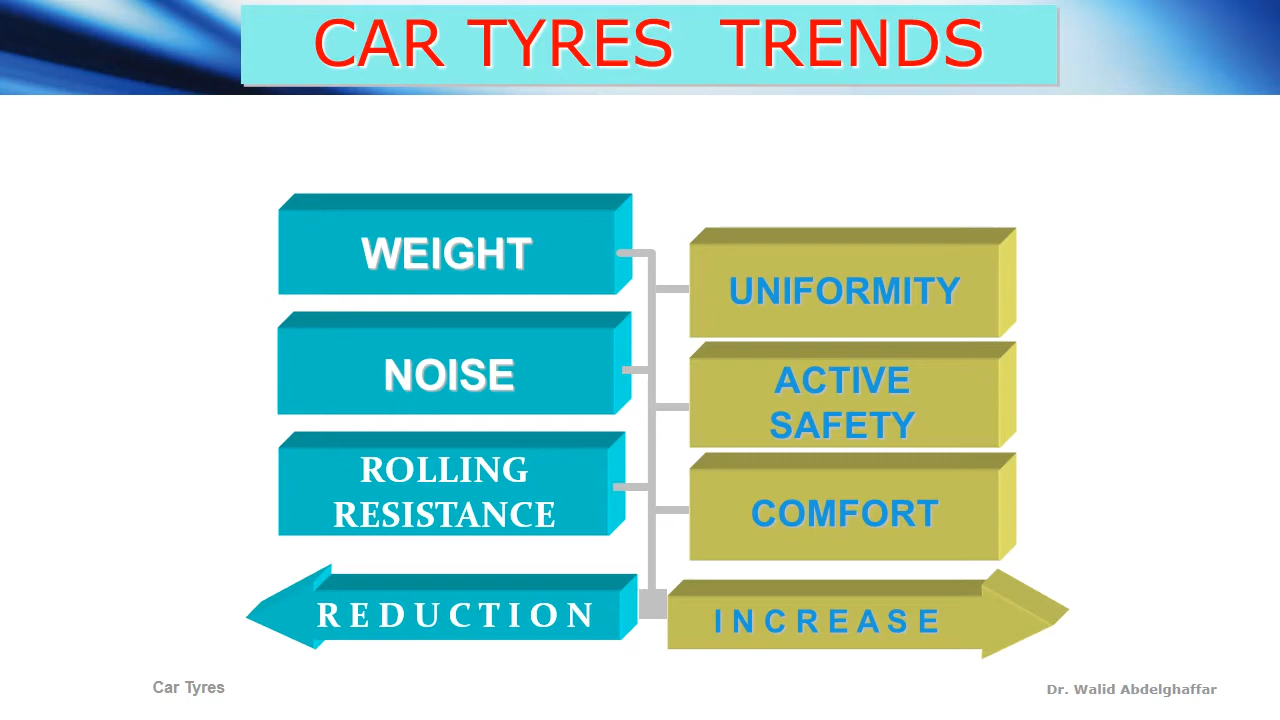 CAR TYRES TRENDS
WEIGHT
NOISE
ROLLING
RESISTANCE
REDUCTION
UNIFORMITY
ACTIVE
SAFETY
COMFORT
INCREASE
Car Tyres
Dr. Walid Abdelghaffar